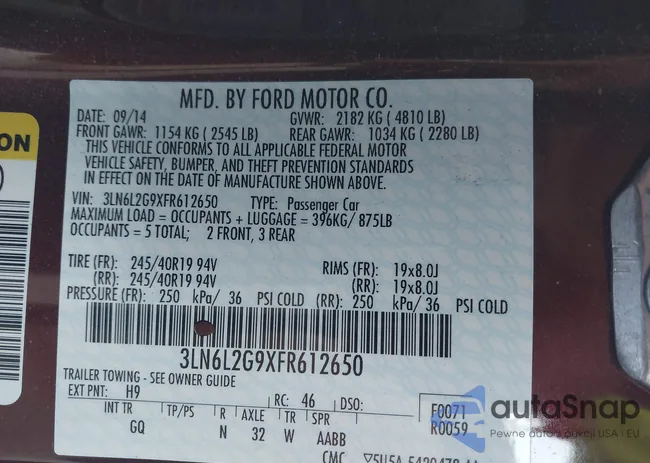 ON
MFD. BY FORD MOTOR CO.
DATE: 09/14 GVWR: 2182 KG ( 4810 LB)
FRONT GAWR: 1154 KG ( 2545 LB) REAR GAWR: 1034 KG ( 2280 LB)
THIS VEHICLE CONFORMS TO ALL APPLICABLE FEDERAL MOTOR
VEHICLE SAFETY, BUMPER, AND THEFT PREVENTION STANDARDS
IN EFFECT ON THE DATE OF MANUFACTURE SHOWN ABOVE.
VIN: 3LN6L2G9XFR612650 TYPE: Passenger Car
MAXIMUM LOAD = OCCUPANTS + LUGGAGE = 396KG/ 875LB
OCCUPANTS = 5 TOTAL; 2 FRONT, 3 REAR
TIRE (FR): 245/40R19 94V RIMS (FR): 19x8.0J
(RR): 245/40R19 94V (RR): 19x8.0J
PRESSURE (FR): 250 kPa/ 36 PSI COLD (RR): 250 kPa/ 36 PSI COLD
3LN6L2G9XFR612650
TRAILER TOWING - SEE OWNER GUIDE
EXT PNT: H9 RC: 46 DSO: F0071
INT TR TP/PS R AXLE TR SPR R0059
GQ N 32 W AABB
autoSnap
Pewne auta z aukcji USA i EU